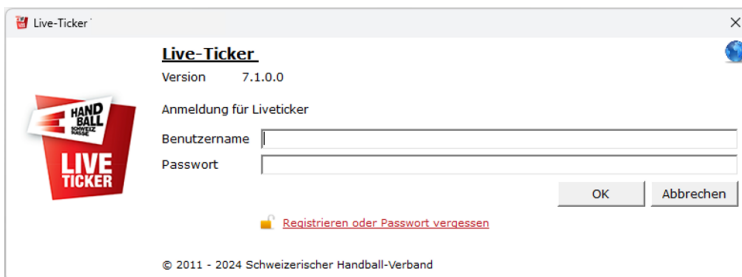 Live-Ticker
Live-Ticker
Version 7.1.0.0
Anmeldung für Liveticker
HAND
BALL
SCHWEIZ
SUISSE
LIVE
TICKER
Benutzername
Passwort
OK Abbrechen
Registrieren oder Passwort vergessen
© 2011 - 2024 Schweizerischer Handball-Verband